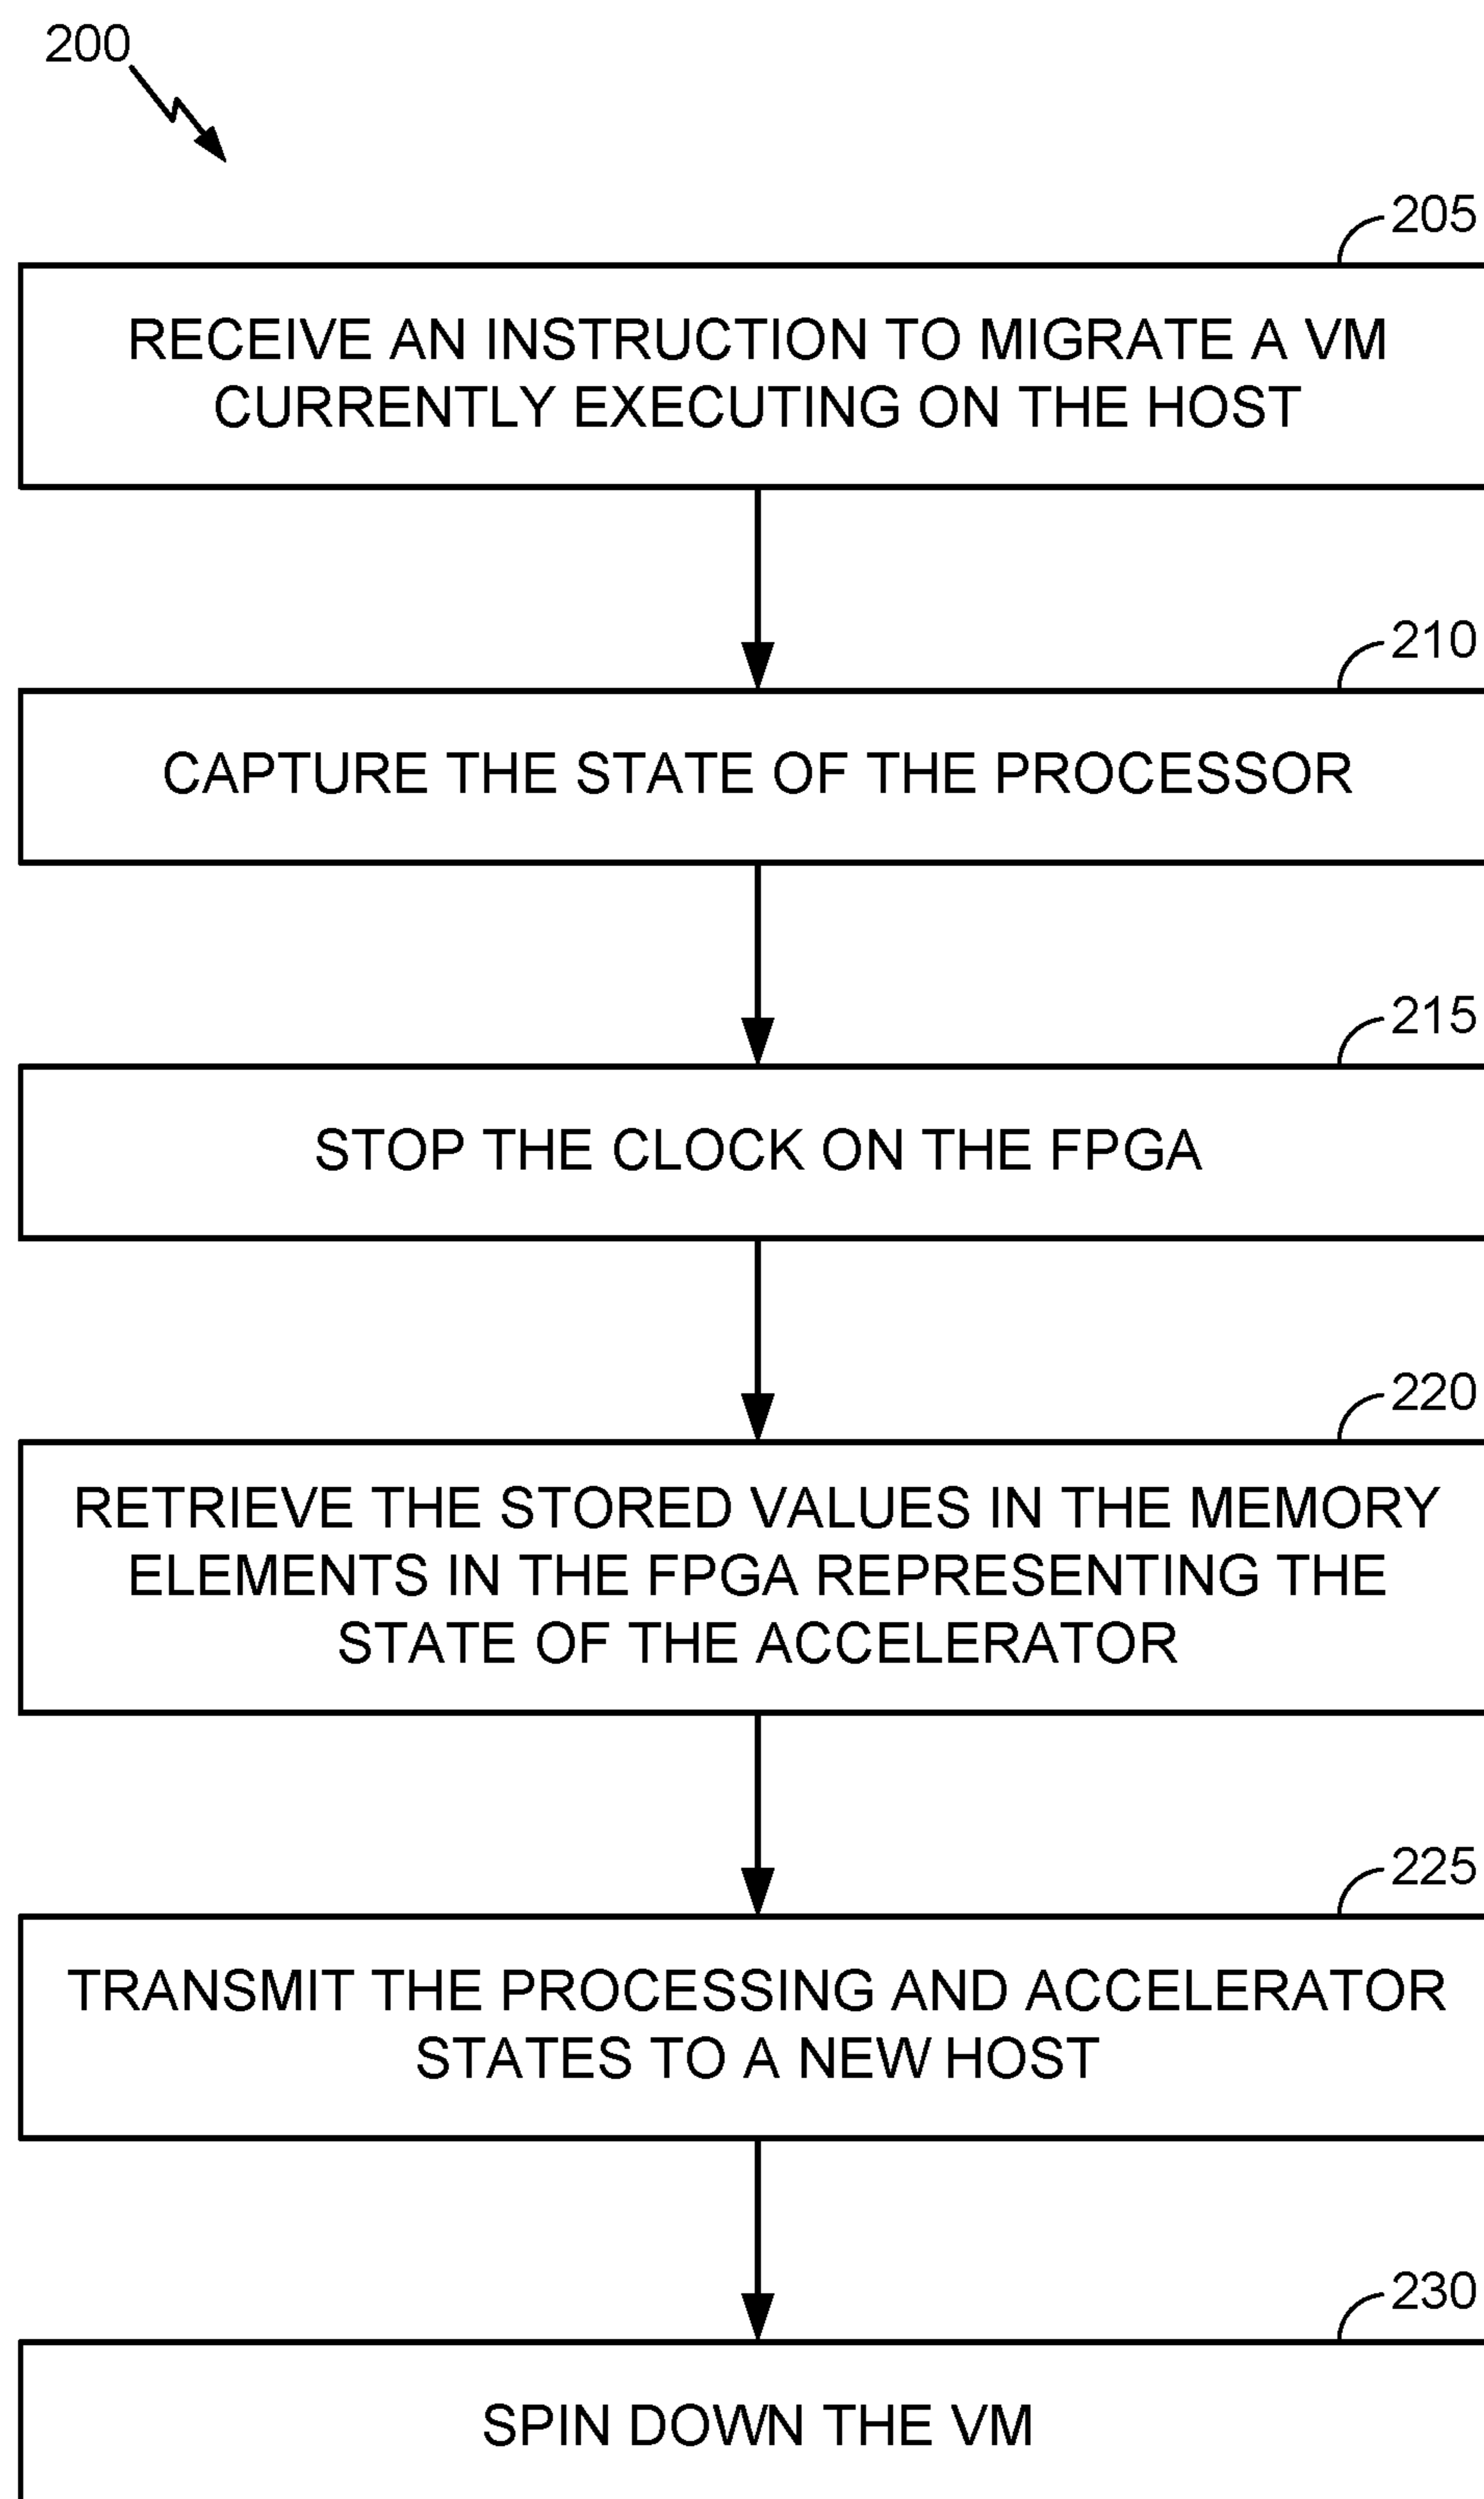 200
205
RECEIVE AN INSTRUCTION TO MIGRATE A VM
CURRENTLY EXECUTING ON THE HOST
210
CAPTURE THE STATE OF THE PROCESSOR
215
STOP THE CLOCK ON THE FPGA
220
RETRIEVE THE STORED VALUES IN THE MEMORY
ELEMENTS IN THE FPGA REPRESENTING THE
STATE OF THE ACCELERATOR
225
TRANSMIT THE PROCESSING AND ACCELERATOR
STATES TO A NEW HOST
230
SPIN DOWN THE VM